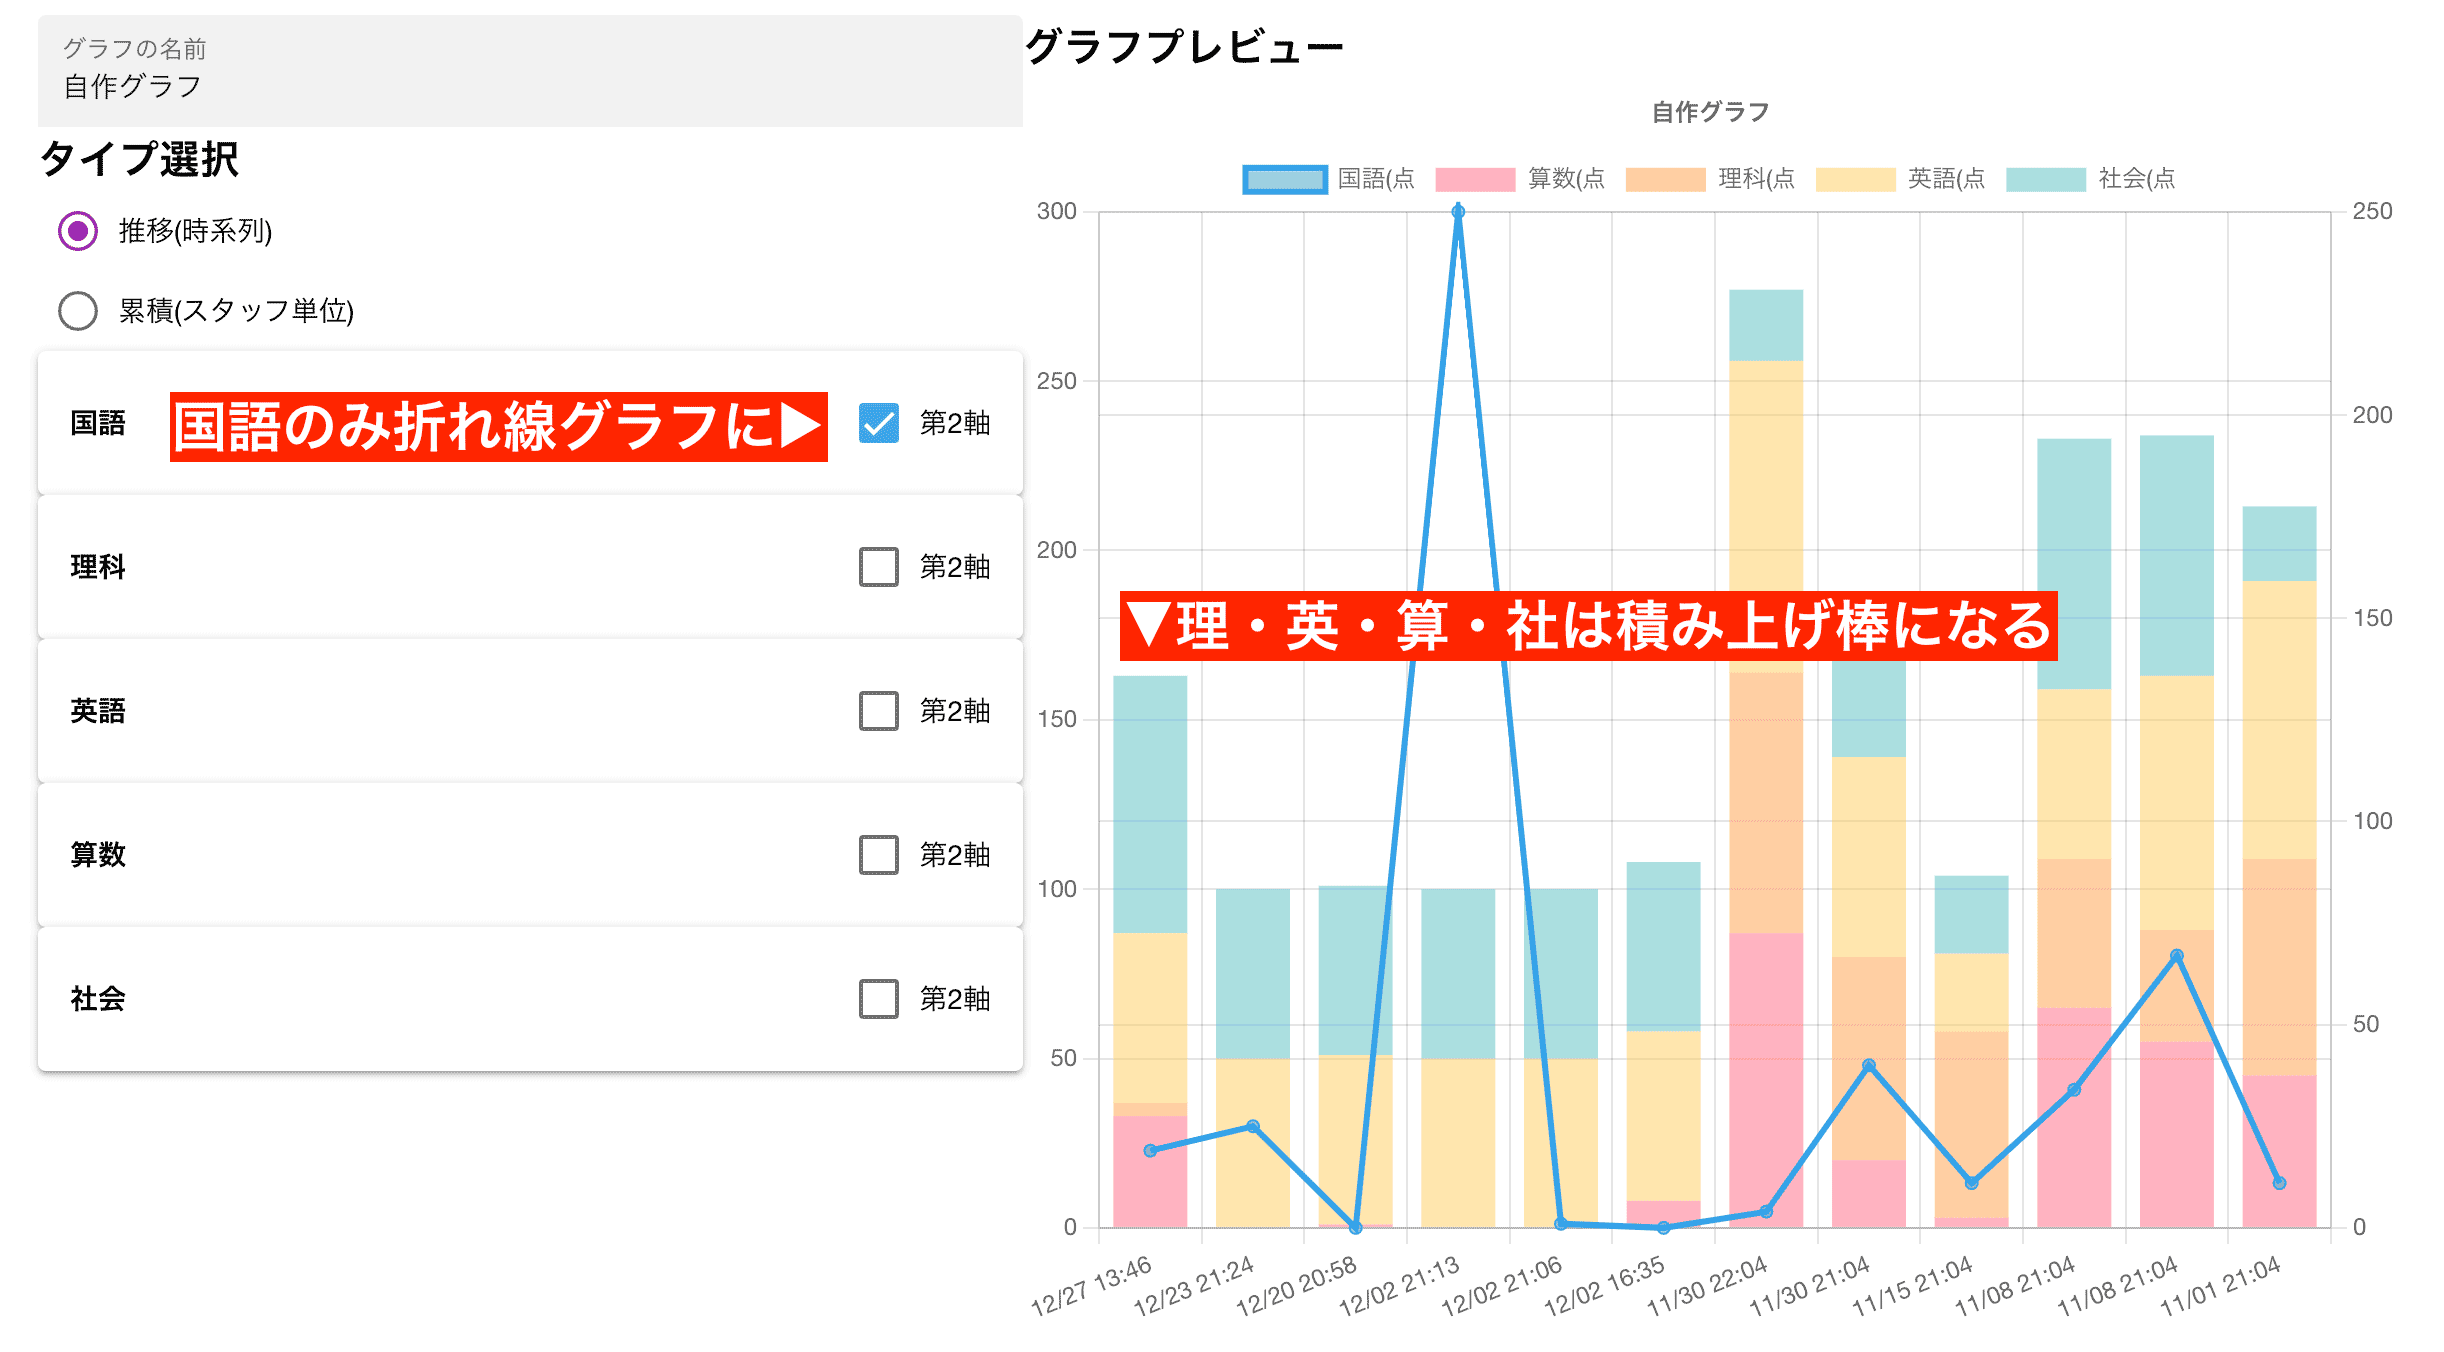 グラフの名前
自作グラフ
タイプ選択
推移(時系列)
累積(スタッフ単位)
国語
国語のみ折れ線グラフに▶
第2軸
理科
第2軸
英語
第2軸
算数
第2軸
社会
第2軸
グラフプレビュー
自作グラフ
国語(点 算数(点 理科(点 英語(点 社会(点
300
250
200
150
100
50
0
▼理・英・算・社は積み上げ棒になる
250
200
150
100
50
0
12/27 13:46
12/23 21:24
12/20 20:58
12/02 21:13
12/02 21:06
12/02 16:35
11/30 22:04
11/30 21:04
11/15 21:04
11/08 21:04
11/08 21:04
11/01 21:04